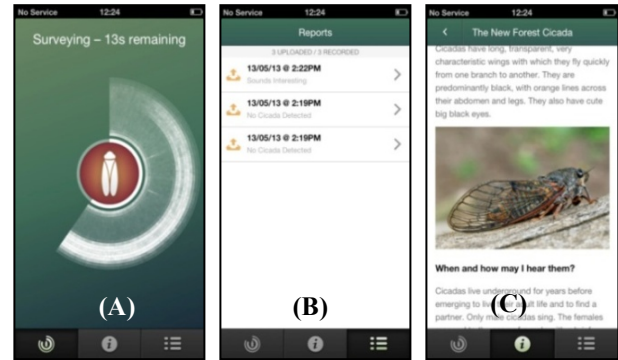 No Service 12:24
Surveying – 13s remaining
(A)
No Service 12:24
Reports
3 UPLOADED / 3 RECORDED
13/05/13 @ 2:22PM
Sounds Interesting
13/05/13 @ 2:19PM
No Cicada Detected
13/05/13 @ 2:19PM
No Cicada Detected
(B)
No Service 12:24
The New Forest Cicada
Cicadas have long, transparent, very
characteristic wings with which they fly quickly
from one branch to another. They are
predominantly black, with orange lines across
their abdomen and legs. They also have cute
big black eyes.
When and how may I hear them?
Cicadas live underground for years before
emerging to live their adult life and to find a
partner. Only male cicadas sing. The females
(C)